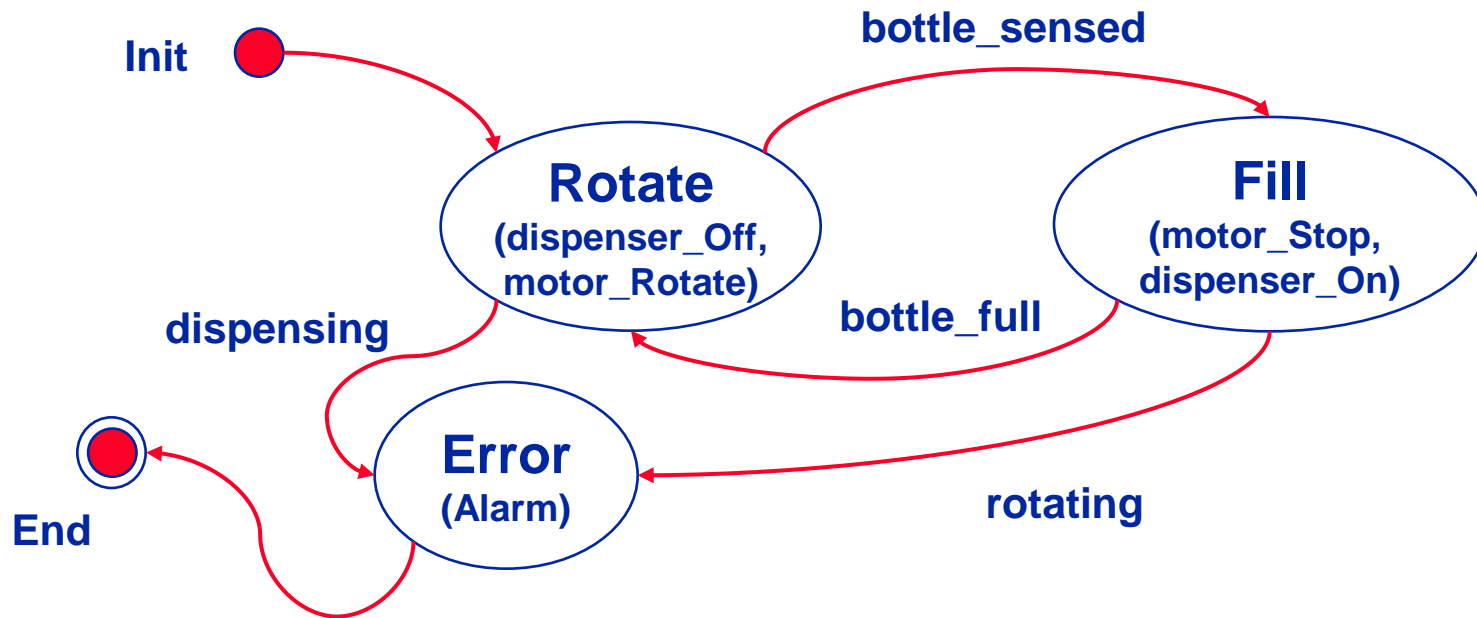 Init
bottle_sensed
Rotate
(dispenser_Off,
motor_Rotate)
Fill
(motor_Stop,
dispenser_On)
dispensing
bottle_full
Error
(Alarm)
rotating
End